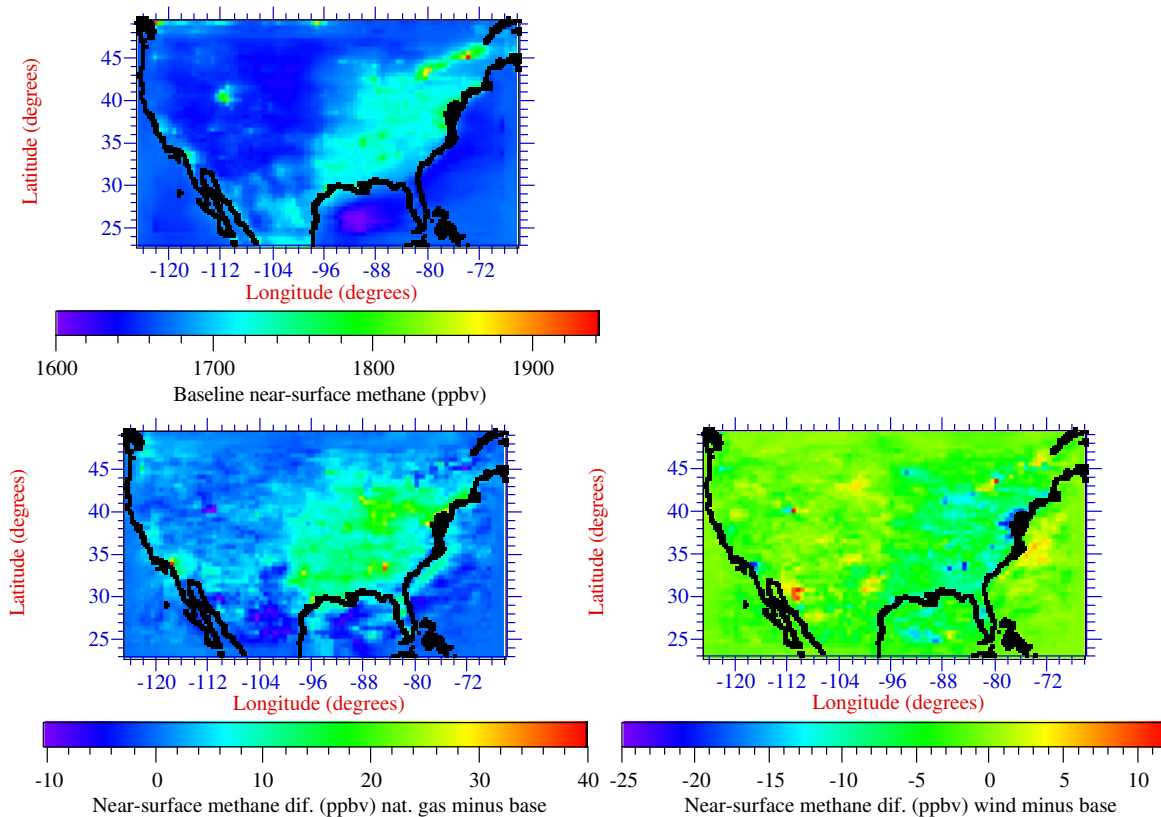 45
40
35
30
25
Latitude (degrees)
-120 -112 -104 -96 -88 -80 -72
Longitude (degrees)
1600 1700 1800 1900
Baseline near-surface methane (ppbv)
45
40
35
30
25
Latitude (degrees)
-120 -112 -104 -96 -88 -80 -72
Longitude (degrees)
-10 0 10 20 30 40
Near-surface methane dif. (ppbv) nat. gas minus base
45
40
35
30
25
Latitude (degrees)
-120 -112 -104 -96 -88 -80 -72
Longitude (degrees)
-25 -20 -15 -10 -5 0 5 10
Near-surface methane dif. (ppbv) wind minus base